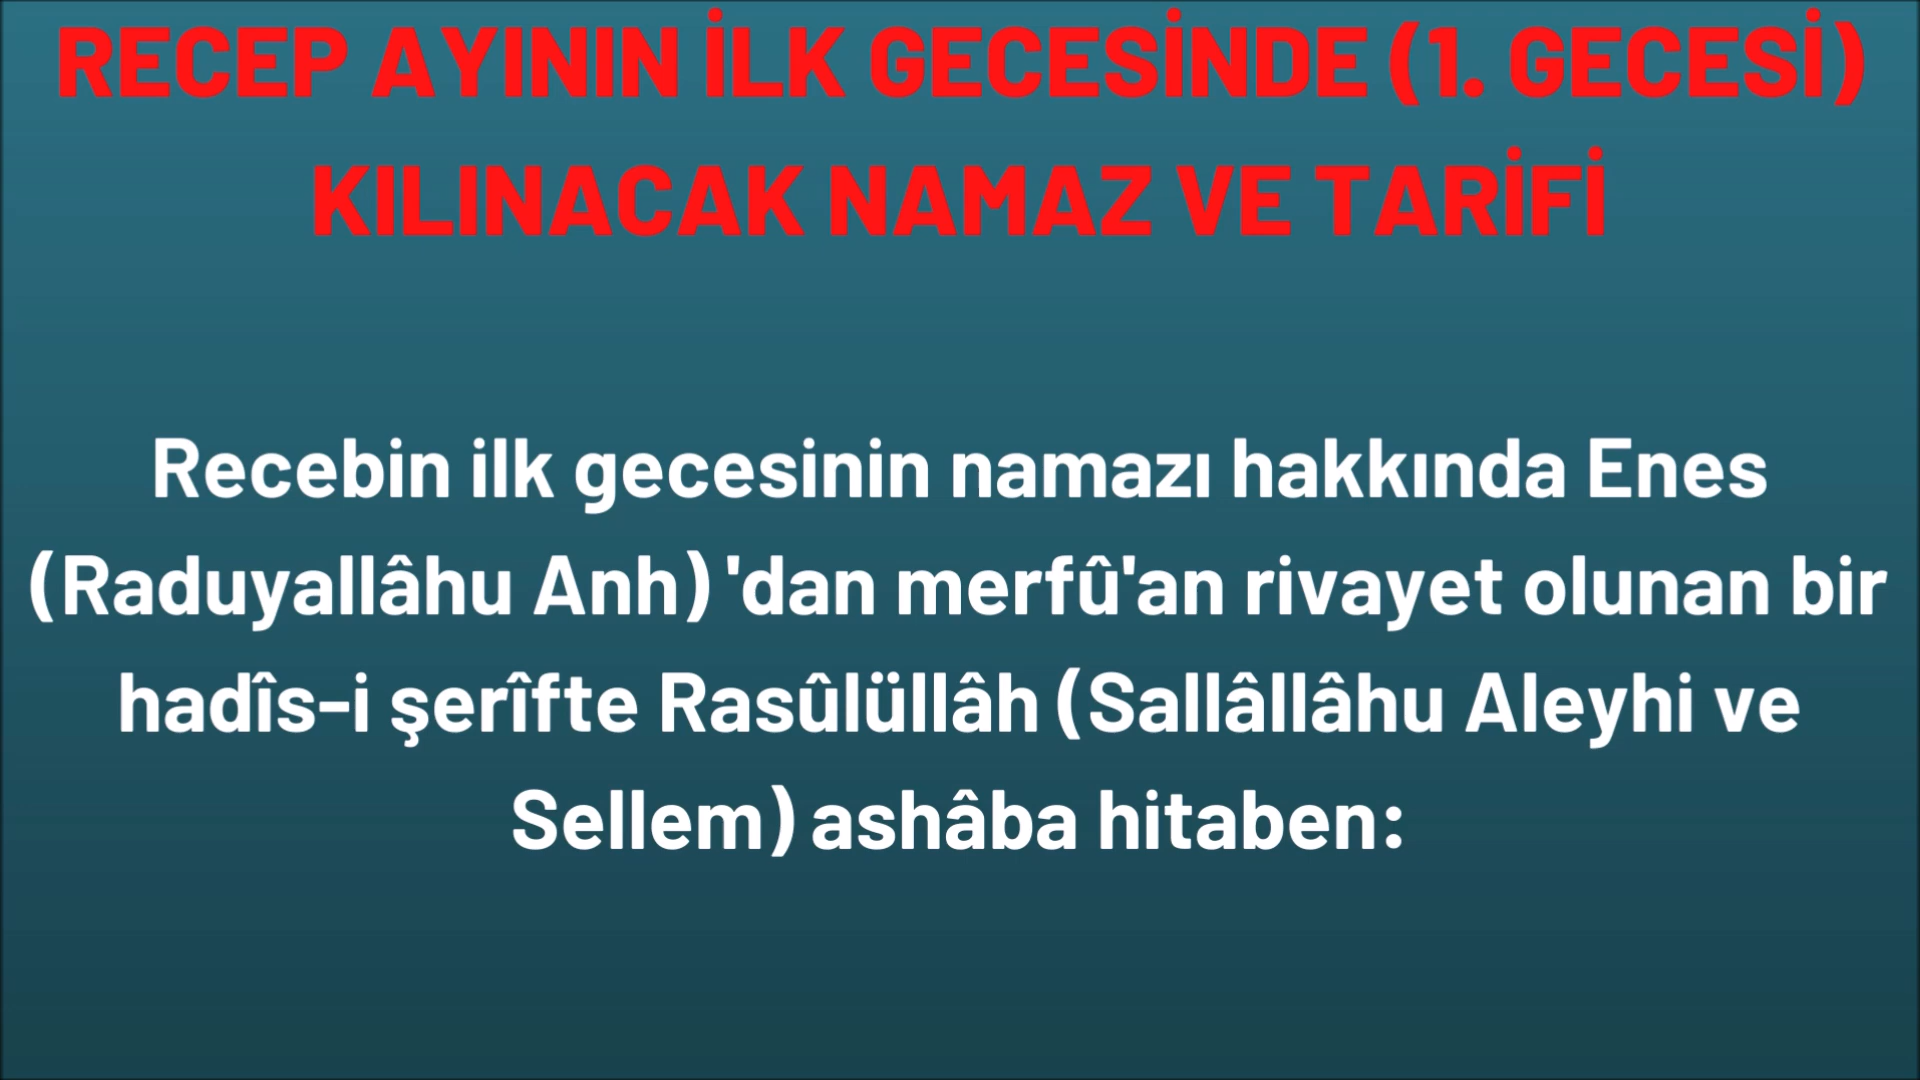 RECEP AYININ İLK GECESİNDE (1. GECESİ)
KILINACAK NAMAZ VE TARİFİ
Recebin ilk gecesinin namazı hakkında Enes
(Raduyallâhu Anh) 'dan merfû'an rivayet olunan bir
hadîs-i şerîfte Rasûlüllâh (Sallâllâhu Aleyhi ve
Sellem) ashâba hitaben: